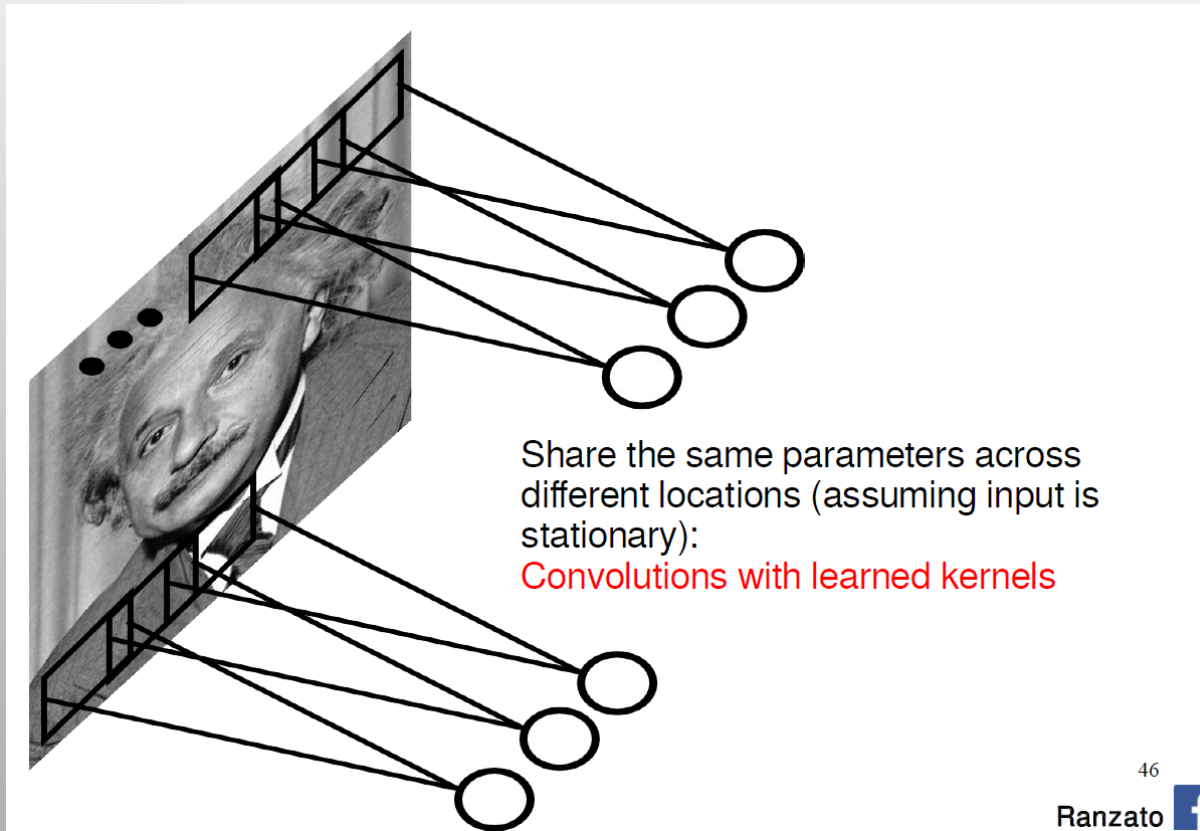 Share the same parameters across
different locations (assuming input is
stationary):
Convolutions with learned kernels
46
Ranzato